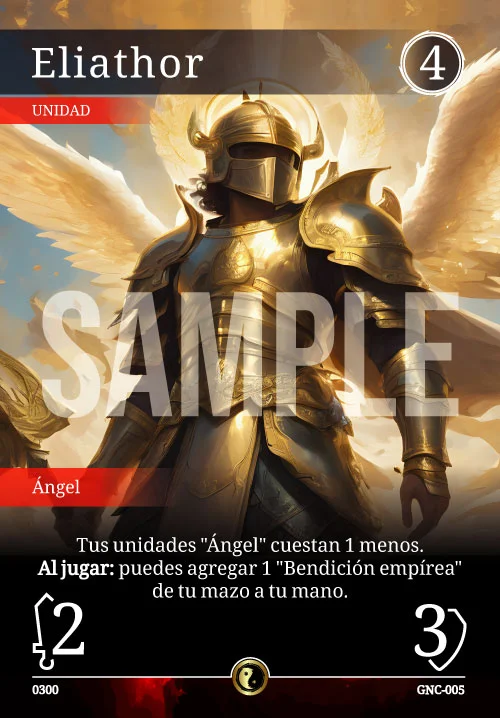 Eliathor
4
UNIDAD
SAMPLE
Ángel
Tus unidades "Ángel" cuestan 1 menos.
Al jugar: puedes agregar 1 "Bendición empírea"
de tu mazo a tu mano.
2
3
0300
GNC-005